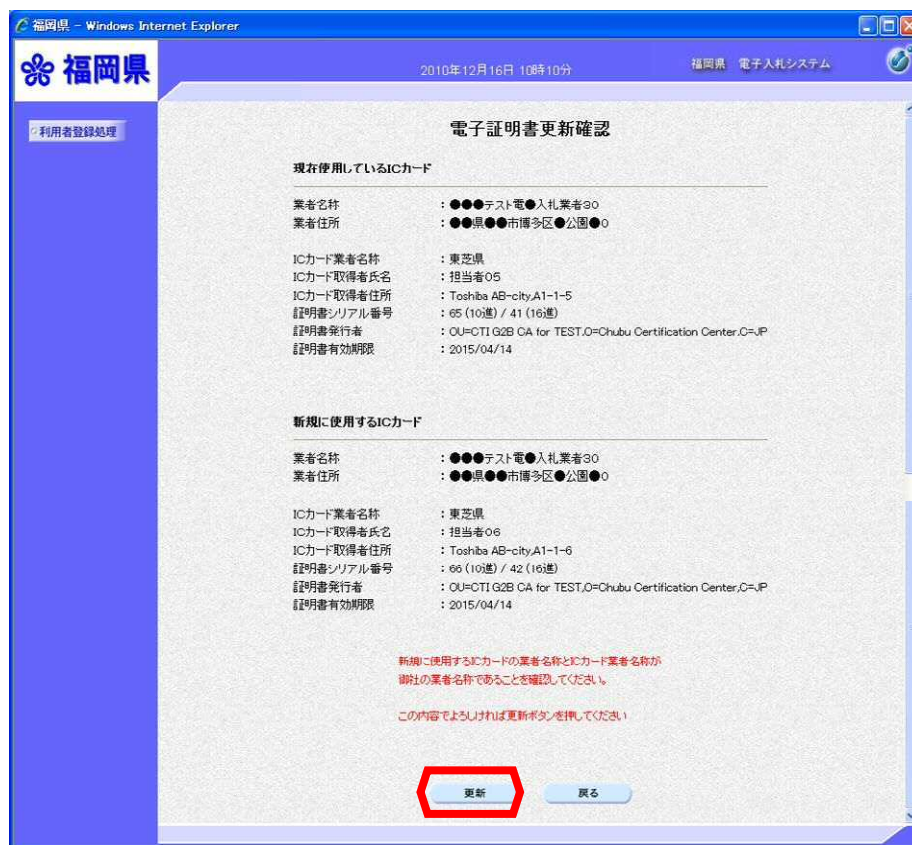 福岡県 - Windows Internet Explorer
福岡県
2010年12月16日 10時10分
福岡県 電子入札システム
利用者登録処理
電子証明書更新確認
現在使用しているICカード
業者名称 : ●●●テスト電●入札業者30
業者住所 : ●●県●●市博多区●公園●0
ICカード業者名称 : 東芝県
ICカード取得者氏名 : 担当者05
ICカード取得者住所 : Toshiba AB-city,A1-1-5
証明書シリアル番号 : 65 (10進) / 41 (16進)
証明書発行者 : OU=CTI G2B CA for TEST,O=Chubu Certification Center,C=JP
証明書有効期限 : 2015/04/14
新規に使用するICカード
業者名称 : ●●●テスト電●入札業者30
業者住所 : ●●県●●市博多区●公園●0
ICカード業者名称 : 東芝県
ICカード取得者氏名 : 担当者06
ICカード取得者住所 : Toshiba AB-city,A1-1-6
証明書シリアル番号 : 66 (10進) / 42 (16進)
証明書発行者 : OU=CTI G2B CA for TEST,O=Chubu Certification Center,C=JP
証明書有効期限 : 2015/04/14
新規に使用するICカードの業者名称とICカード業者名称が
御社の業者名称であることを確認してください。
この内容でよろしければ更新ボタンを押してください
更新 戻る